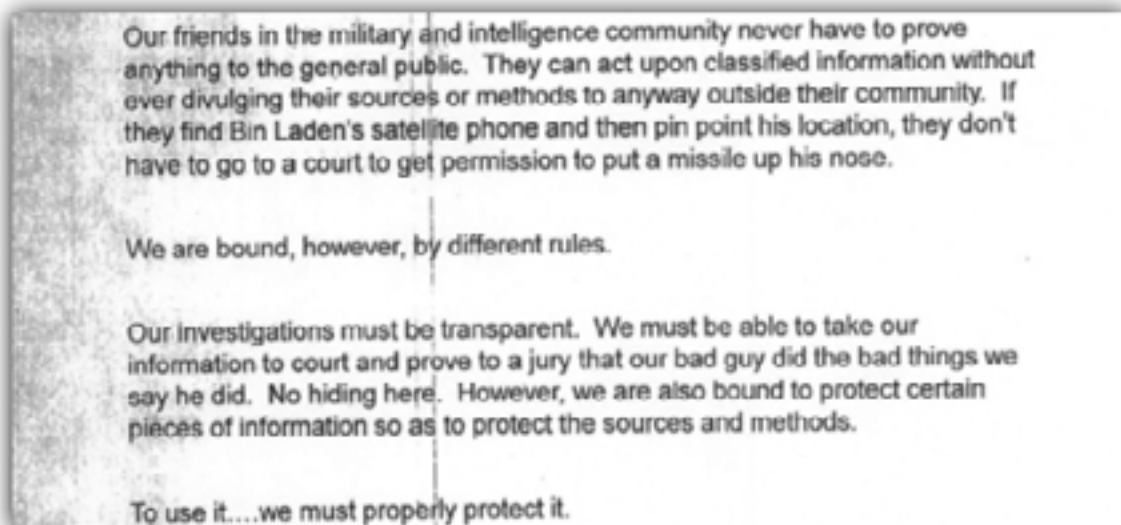 Our friends in the military and intelligence community never have to prove
anything to the general public. They can act upon classified information without
ever divulging their sources or methods to anyway outside their community. If
they find Bin Laden's satellite phone and then pin point his location, they don't
have to go to a court to get permission to put a missile up his nose.
We are bound, however, by different rules.
Our investigations must be transparent. We must be able to take our
information to court and prove to a jury that our bad guy did the bad things we
say he did. No hiding here. However, we are also bound to protect certain
pieces of information so as to protect the sources and methods.
To use it....we must properly protect it.